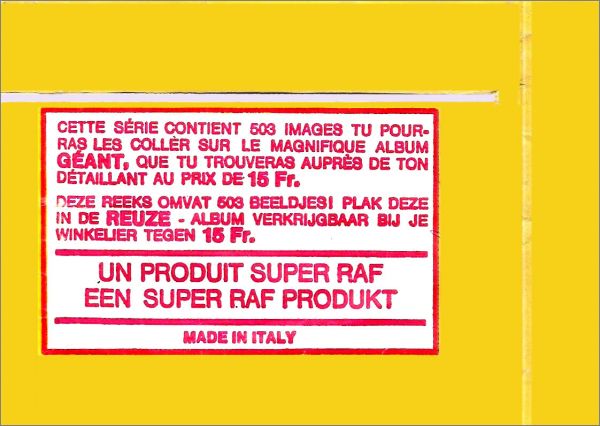 CETTE SÉRIE CONTIENT 503 IMAGES TU POUR-
RAS LES COLLÈR SUR LE MAGNIFIQUE ALBUM
GÉANT, QUE TU TROUVERAS AUPRÈS DE TON
DÉTAILLANT AU PRIX DE 15 Fr.
DEZE REEKS OMVAT 503 BEELDJES! PLAK DEZE
IN DE REUZE - ALBUM VERKRIJGBAAR BIJ JE
WINKELIER TEGEN 15 Fr.
UN PRODUIT SUPER RAF
EEN SUPER RAF PRODUKT
MADE IN ITALY